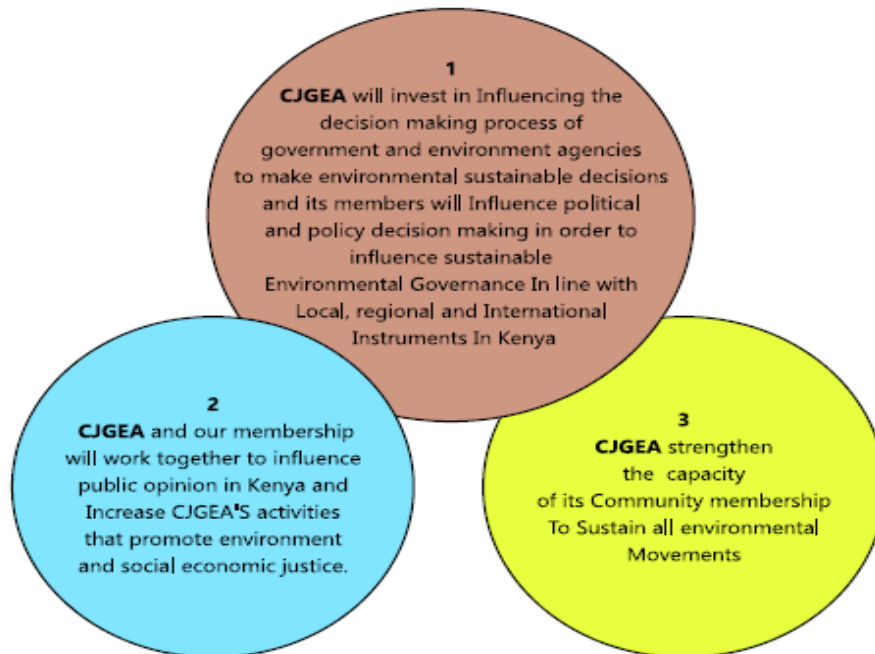 1
CJGEA will invest in Influencing the
decision making process of
government and environment agencies
to make environmental sustainable decisions
and its members will Influence political
and policy decision making in order to
influence sustainable
Environmental Governance In line with
Local, regional and International
Instruments In Kenya
2
CJGEA and our membership
will work together to influence
public opinion in Kenya and
Increase CJGEA'S activities
that promote environment
and social economic justice.
3
CJGEA strengthen
the capacity
of its Community membership
To Sustain all environmental
Movements